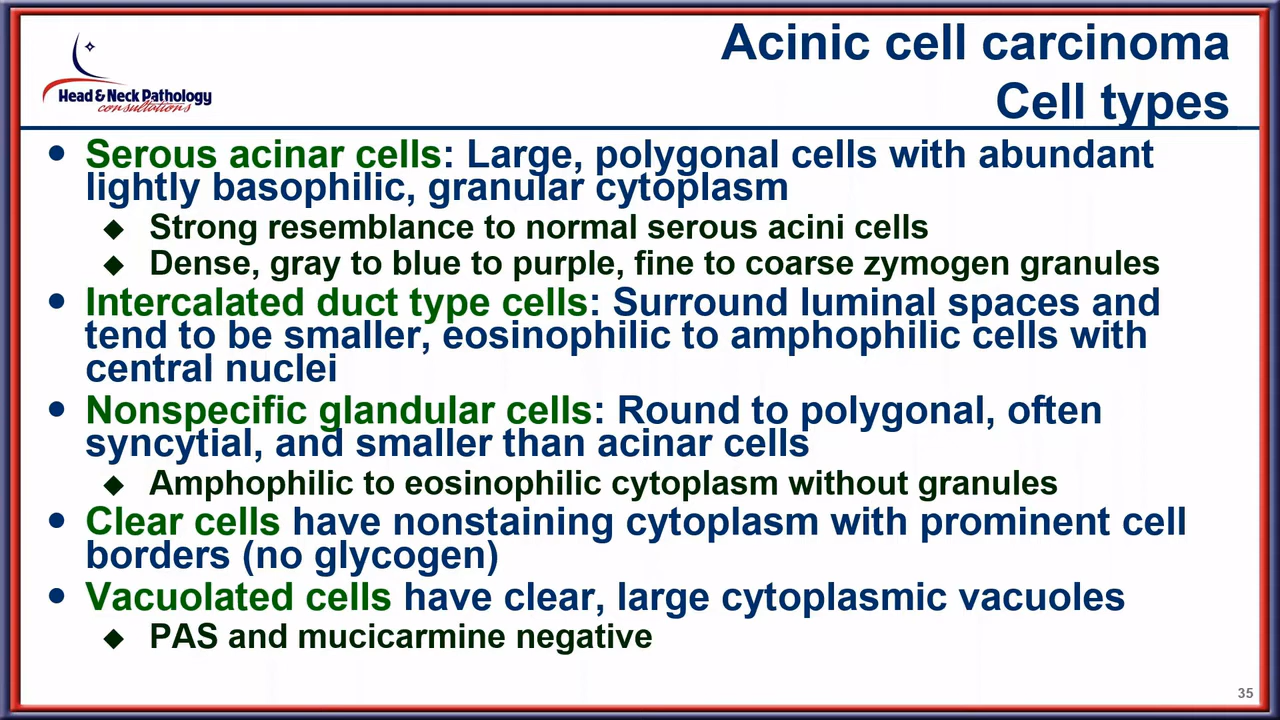 Head & Neck Pathology
consultations
Acinic cell carcinoma
Cell types
• Serous acinar cells: Large, polygonal cells with abundant
lightly basophilic, granular cytoplasm
◆ Strong resemblance to normal serous acini cells
◆ Dense, gray to blue to purple, fine to coarse zymogen granules
• Intercalated duct type cells: Surround luminal spaces and
tend to be smaller, eosinophilic to amphophilic cells with
central nuclei
• Nonspecific glandular cells: Round to polygonal, often
syncytial, and smaller than acinar cells
◆ Amphophilic to eosinophilic cytoplasm without granules
• Clear cells have nonstaining cytoplasm with prominent cell
borders (no glycogen)
• Vacuolated cells have clear, large cytoplasmic vacuoles
◆ PAS and mucicarmine negative
35